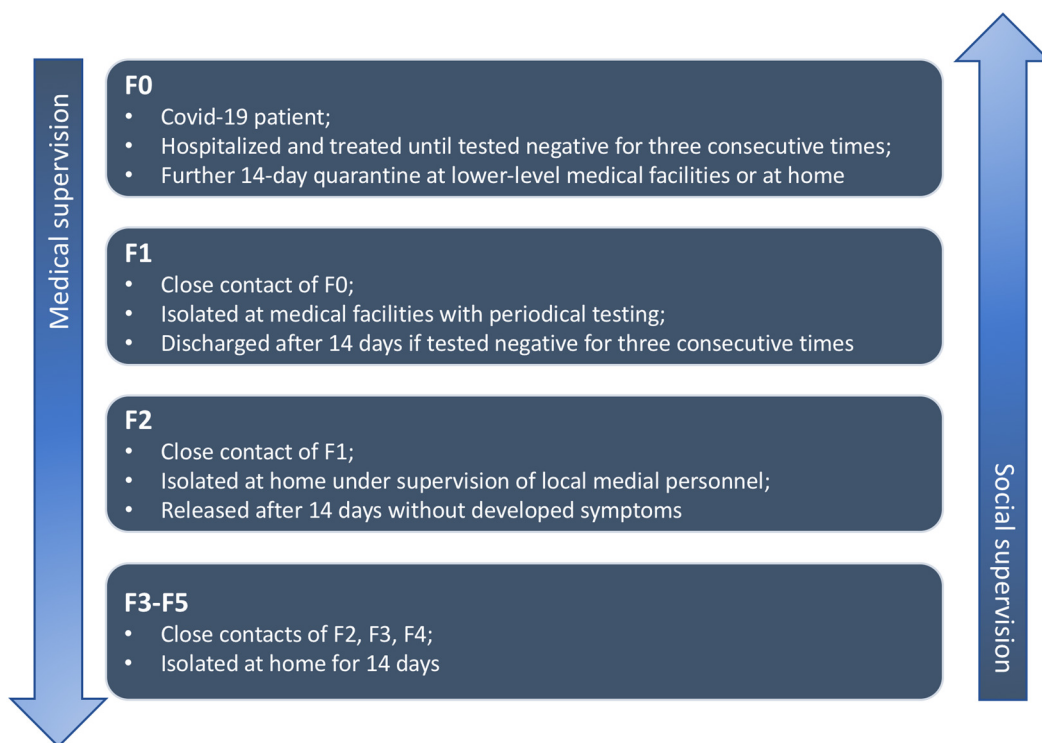 Medical supervision
F0
• Covid-19 patient;
• Hospitalized and treated until tested negative for three consecutive times;
• Further 14-day quarantine at lower-level medical facilities or at home
F1
• Close contact of F0;
• Isolated at medical facilities with periodical testing;
• Discharged after 14 days if tested negative for three consecutive times
F2
• Close contact of F1;
• Isolated at home under supervision of local medial personnel;
• Released after 14 days without developed symptoms
F3-F5
• Close contacts of F2, F3, F4;
• Isolated at home for 14 days
Social supervision